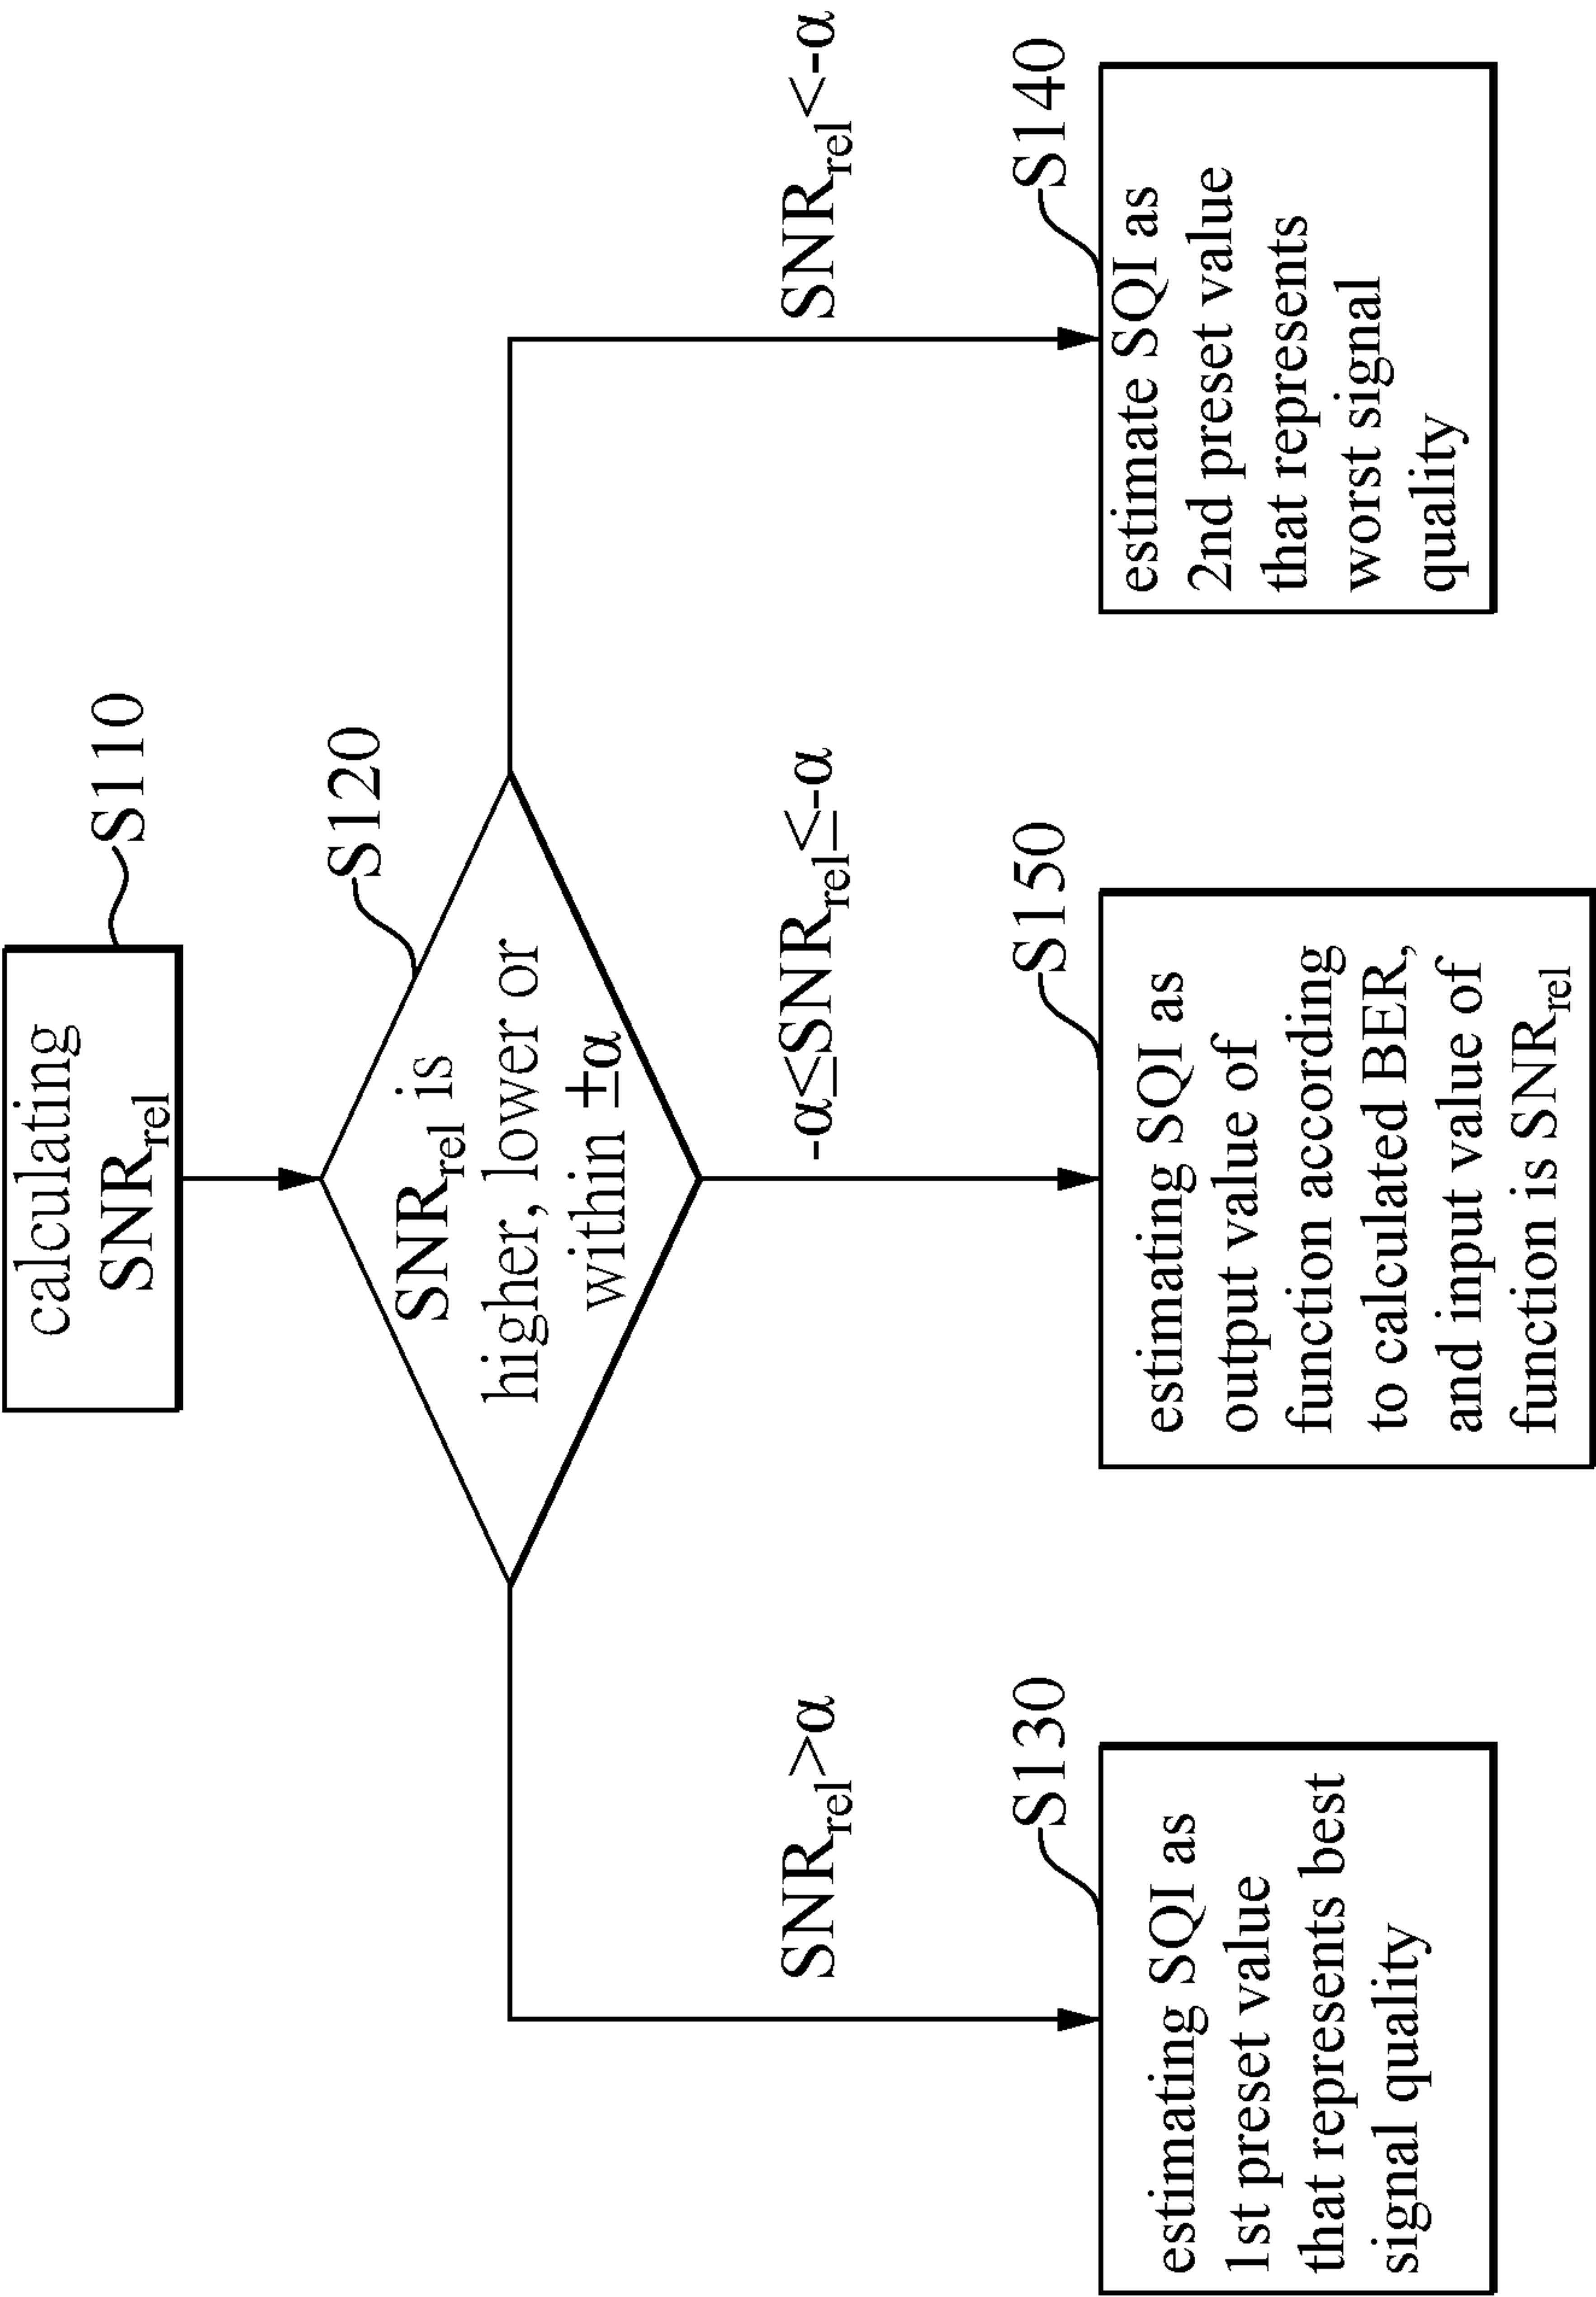 calculating
SNRrel
S110
SNRrel is
higher, lower or
within ±α
S120
SNRrel>α
-α≤SNRrel≤-α
SNRrel<-α
S130
estimating SQI as
1st preset value
that represents best
signal quality
S150
estimating SQI as
output value of
function according
to calculated BER,
and input value of
function is SNRrel
S140
estimate SQI as
2nd preset value
that represents
worst signal
quality